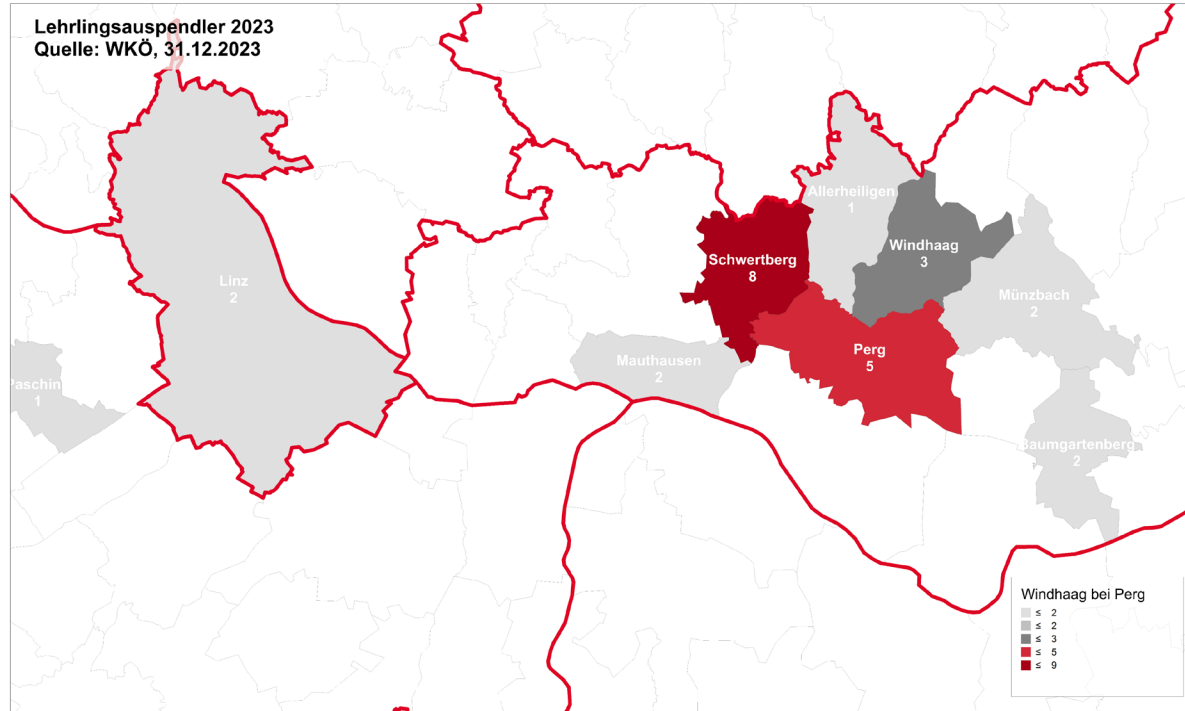 Lehrlingsauspendler 2023
Quelle: WKÖ, 31.12.2023
Allerheiligen
1
Windhaag
3
Schwertberg
8
Linz
2
Münzbach
2
Perg
5
Mauthausen
2
Pasching
1
Baumgartenberg
2
Windhaag bei Perg
≤ 2
≤ 2
≤ 3
≤ 5
≤ 9